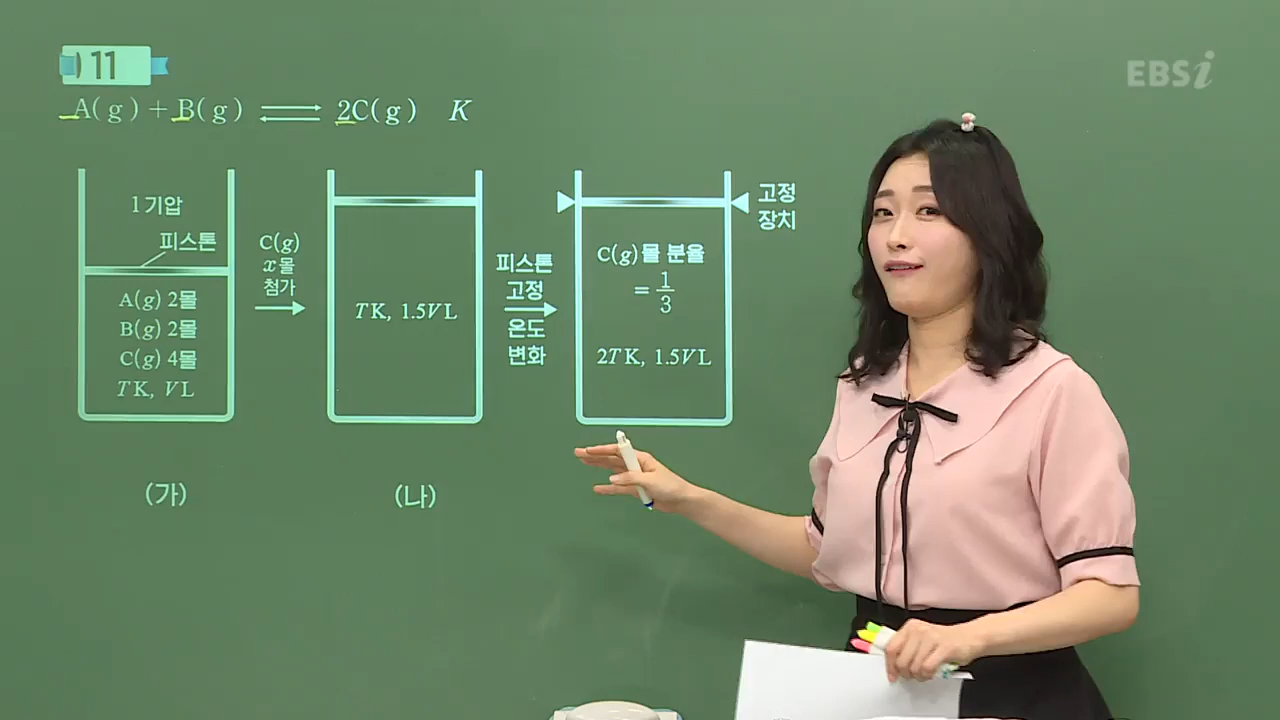 11
EBSi
A(g)+B(g) ⇌ 2C(g) K
1기압
피스톤
A(g) 2몰
B(g) 2몰
C(g) 4몰
TK, VL
(가)
C(g)
x몰
첨가
TK, 1.5VL
(나)
피스톤
고정
온도
변화
고정
장치
C(g)몰 분율
=1/3
2TK, 1.5VL